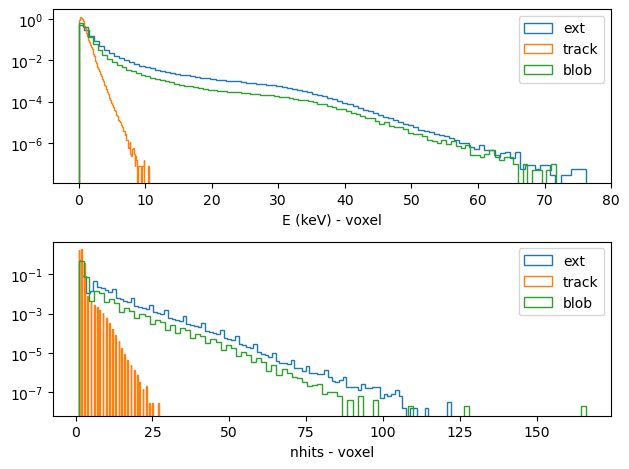 10⁰
10⁻²
10⁻⁴
10⁻⁶
ext
track
blob
0 10 20 30 40 50 60 70 80
E (keV) - voxel
10⁻¹
10⁻³
10⁻⁵
10⁻⁷
ext
track
blob
0 25 50 75 100 125 150
nhits - voxel